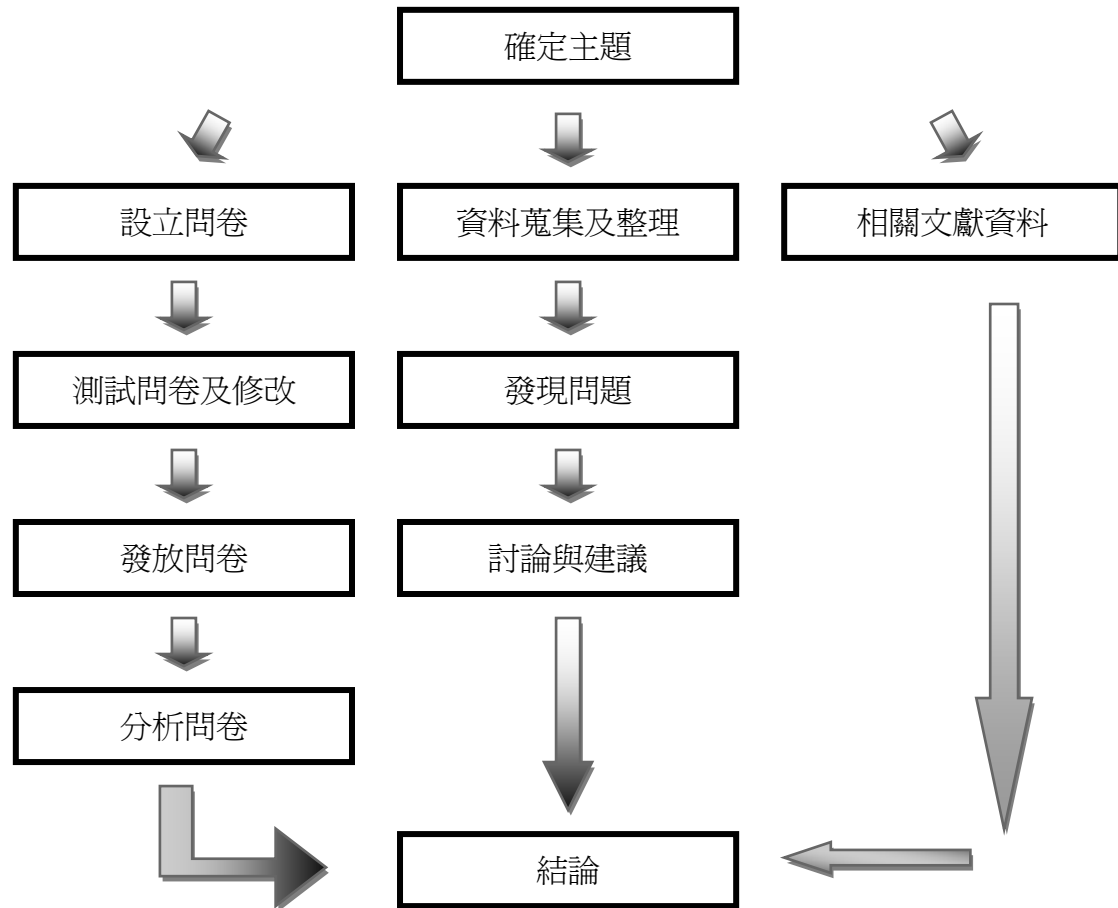 確定主題
設立問卷
資料蒐集及整理
相關文獻資料
測試問卷及修改
發現問題
發放問卷
討論與建議
分析問卷
結論